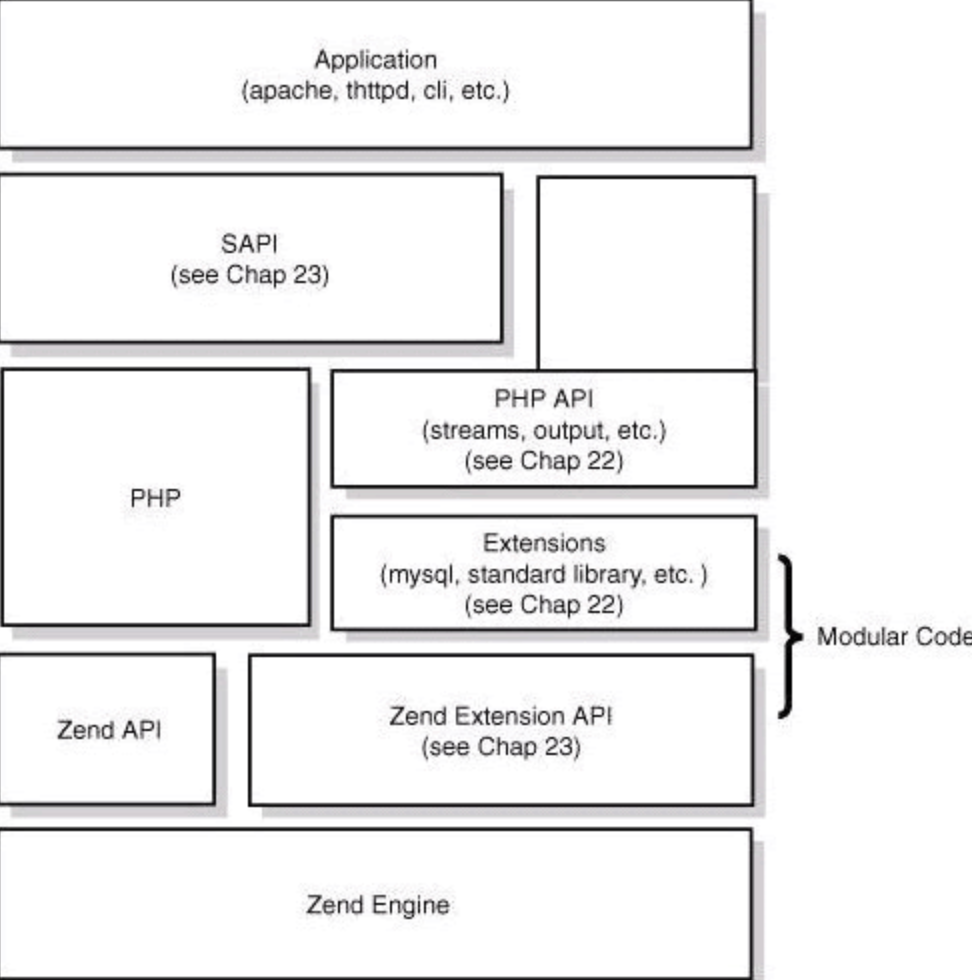 Application
(apache, thttpd, cli, etc.)
SAPI
(see Chap 23)
PHP API
(streams, output, etc.)
(see Chap 22)
PHP
Extensions
(mysql, standard library, etc. )
(see Chap 22)
Modular Code
Zend API
Zend Extension API
(see Chap 23)
Zend Engine